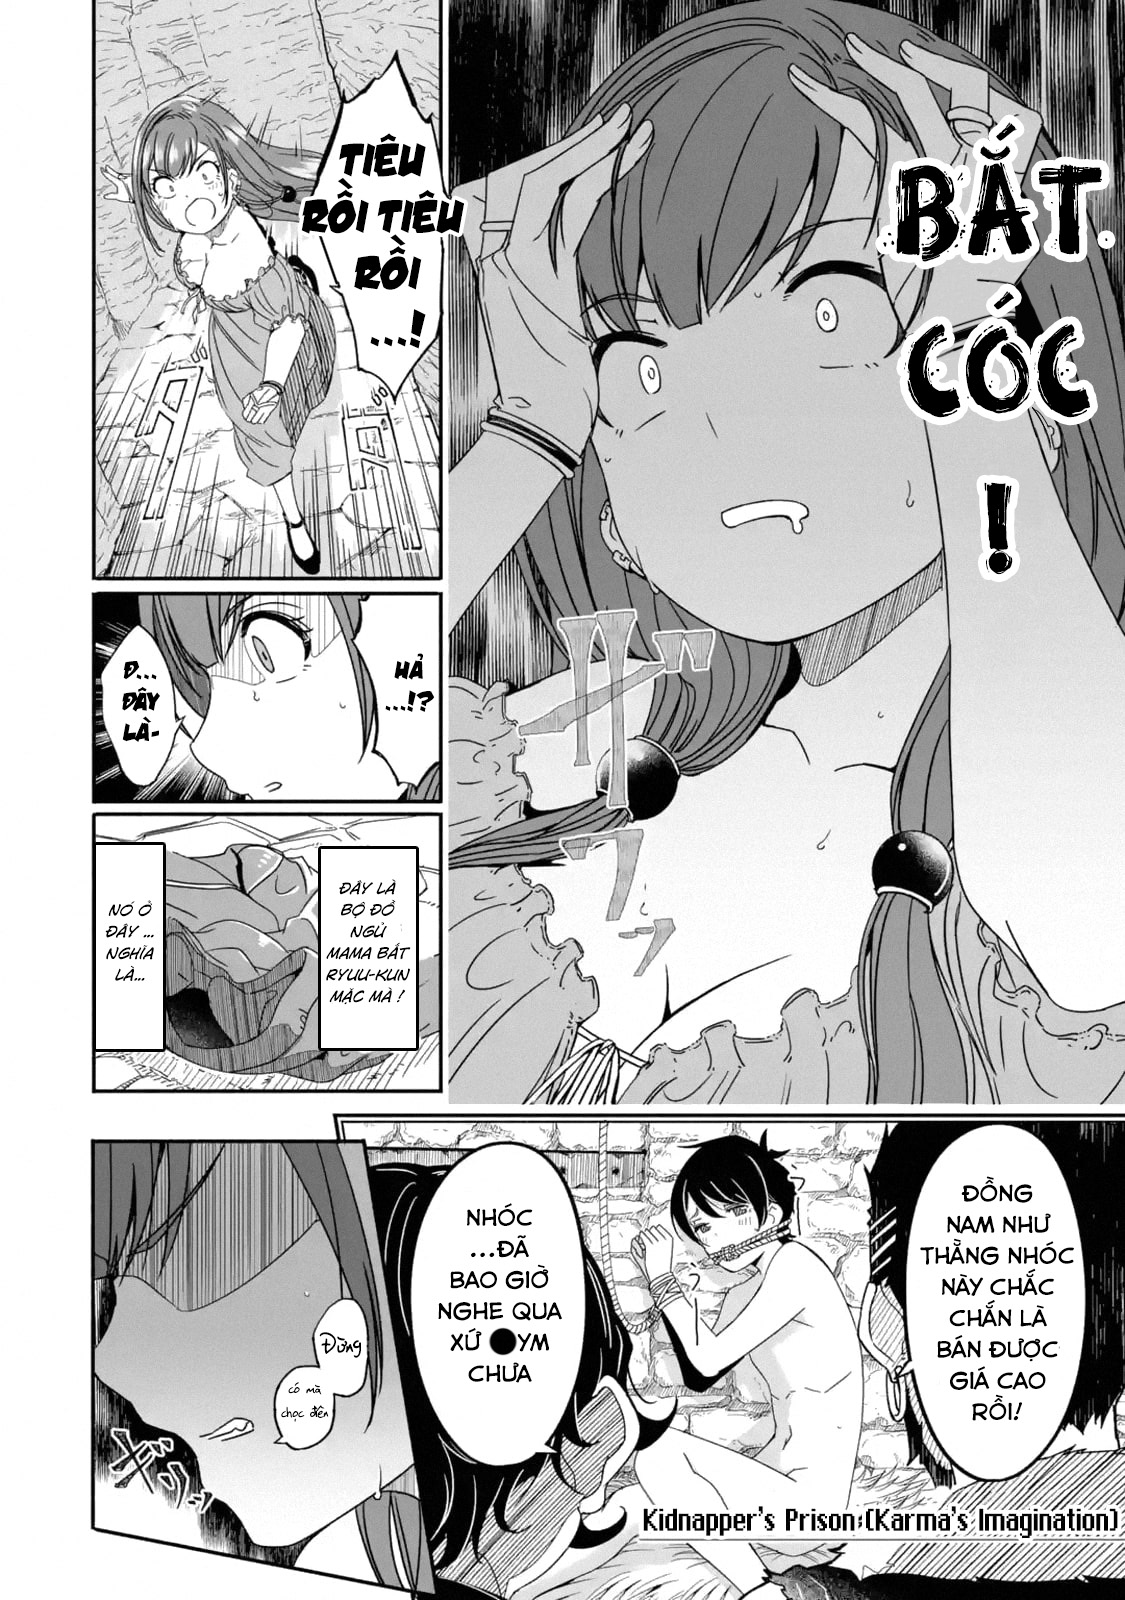 BẮT
CÓC
!
TIÊU
RỒI TIÊU
RỒI
...!
HẢ
...!?
Đ...
ĐÂY
LÀ-
ĐÂY LÀ
BỘ ĐỒ
NGỦ
MAMA BẮT
RYUU-KUN
MẶC MÀ !
NƠ Ở
ĐÂY ...
NGHĨA
LÀ...
ĐỒNG
NAM NHƯ
THẰNG NHÓC
NÀY CHẮC
CHẮN LÀ
BÁN ĐƯỢC
GIÁ CAO
RỒI!
NHÓC
...ĐÃ
BAO GIỜ
NGHE QUA
XỨ ●YM
CHƯA
Kidnapper's Prison (Karma's Imagination)
Đừng
có mà
chọc điên